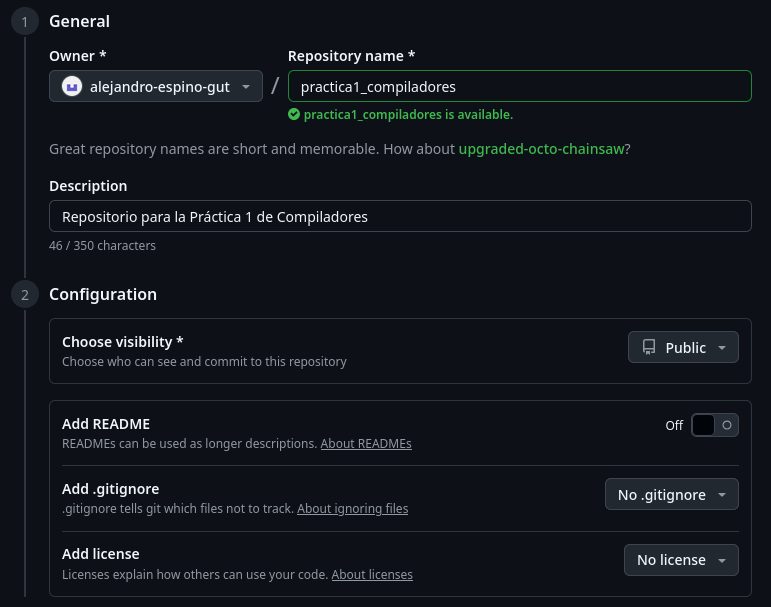 1 General
Owner * Repository name *
alejandro-espino-gut / practica1_compiladores
practica1_compiladores is available.
Great repository names are short and memorable. How about upgraded-octo-chainsaw?
Description
Repositorio para la Práctica 1 de Compiladores
46 / 350 characters
2 Configuration
Choose visibility * Public
Choose who can see and commit to this repository
Add README Off
READMEs can be used as longer descriptions. About READMEs
Add .gitignore No .gitignore
.gitignore tells git which files not to track. About ignoring files
Add license No license
Licenses explain how others can use your code. About licenses